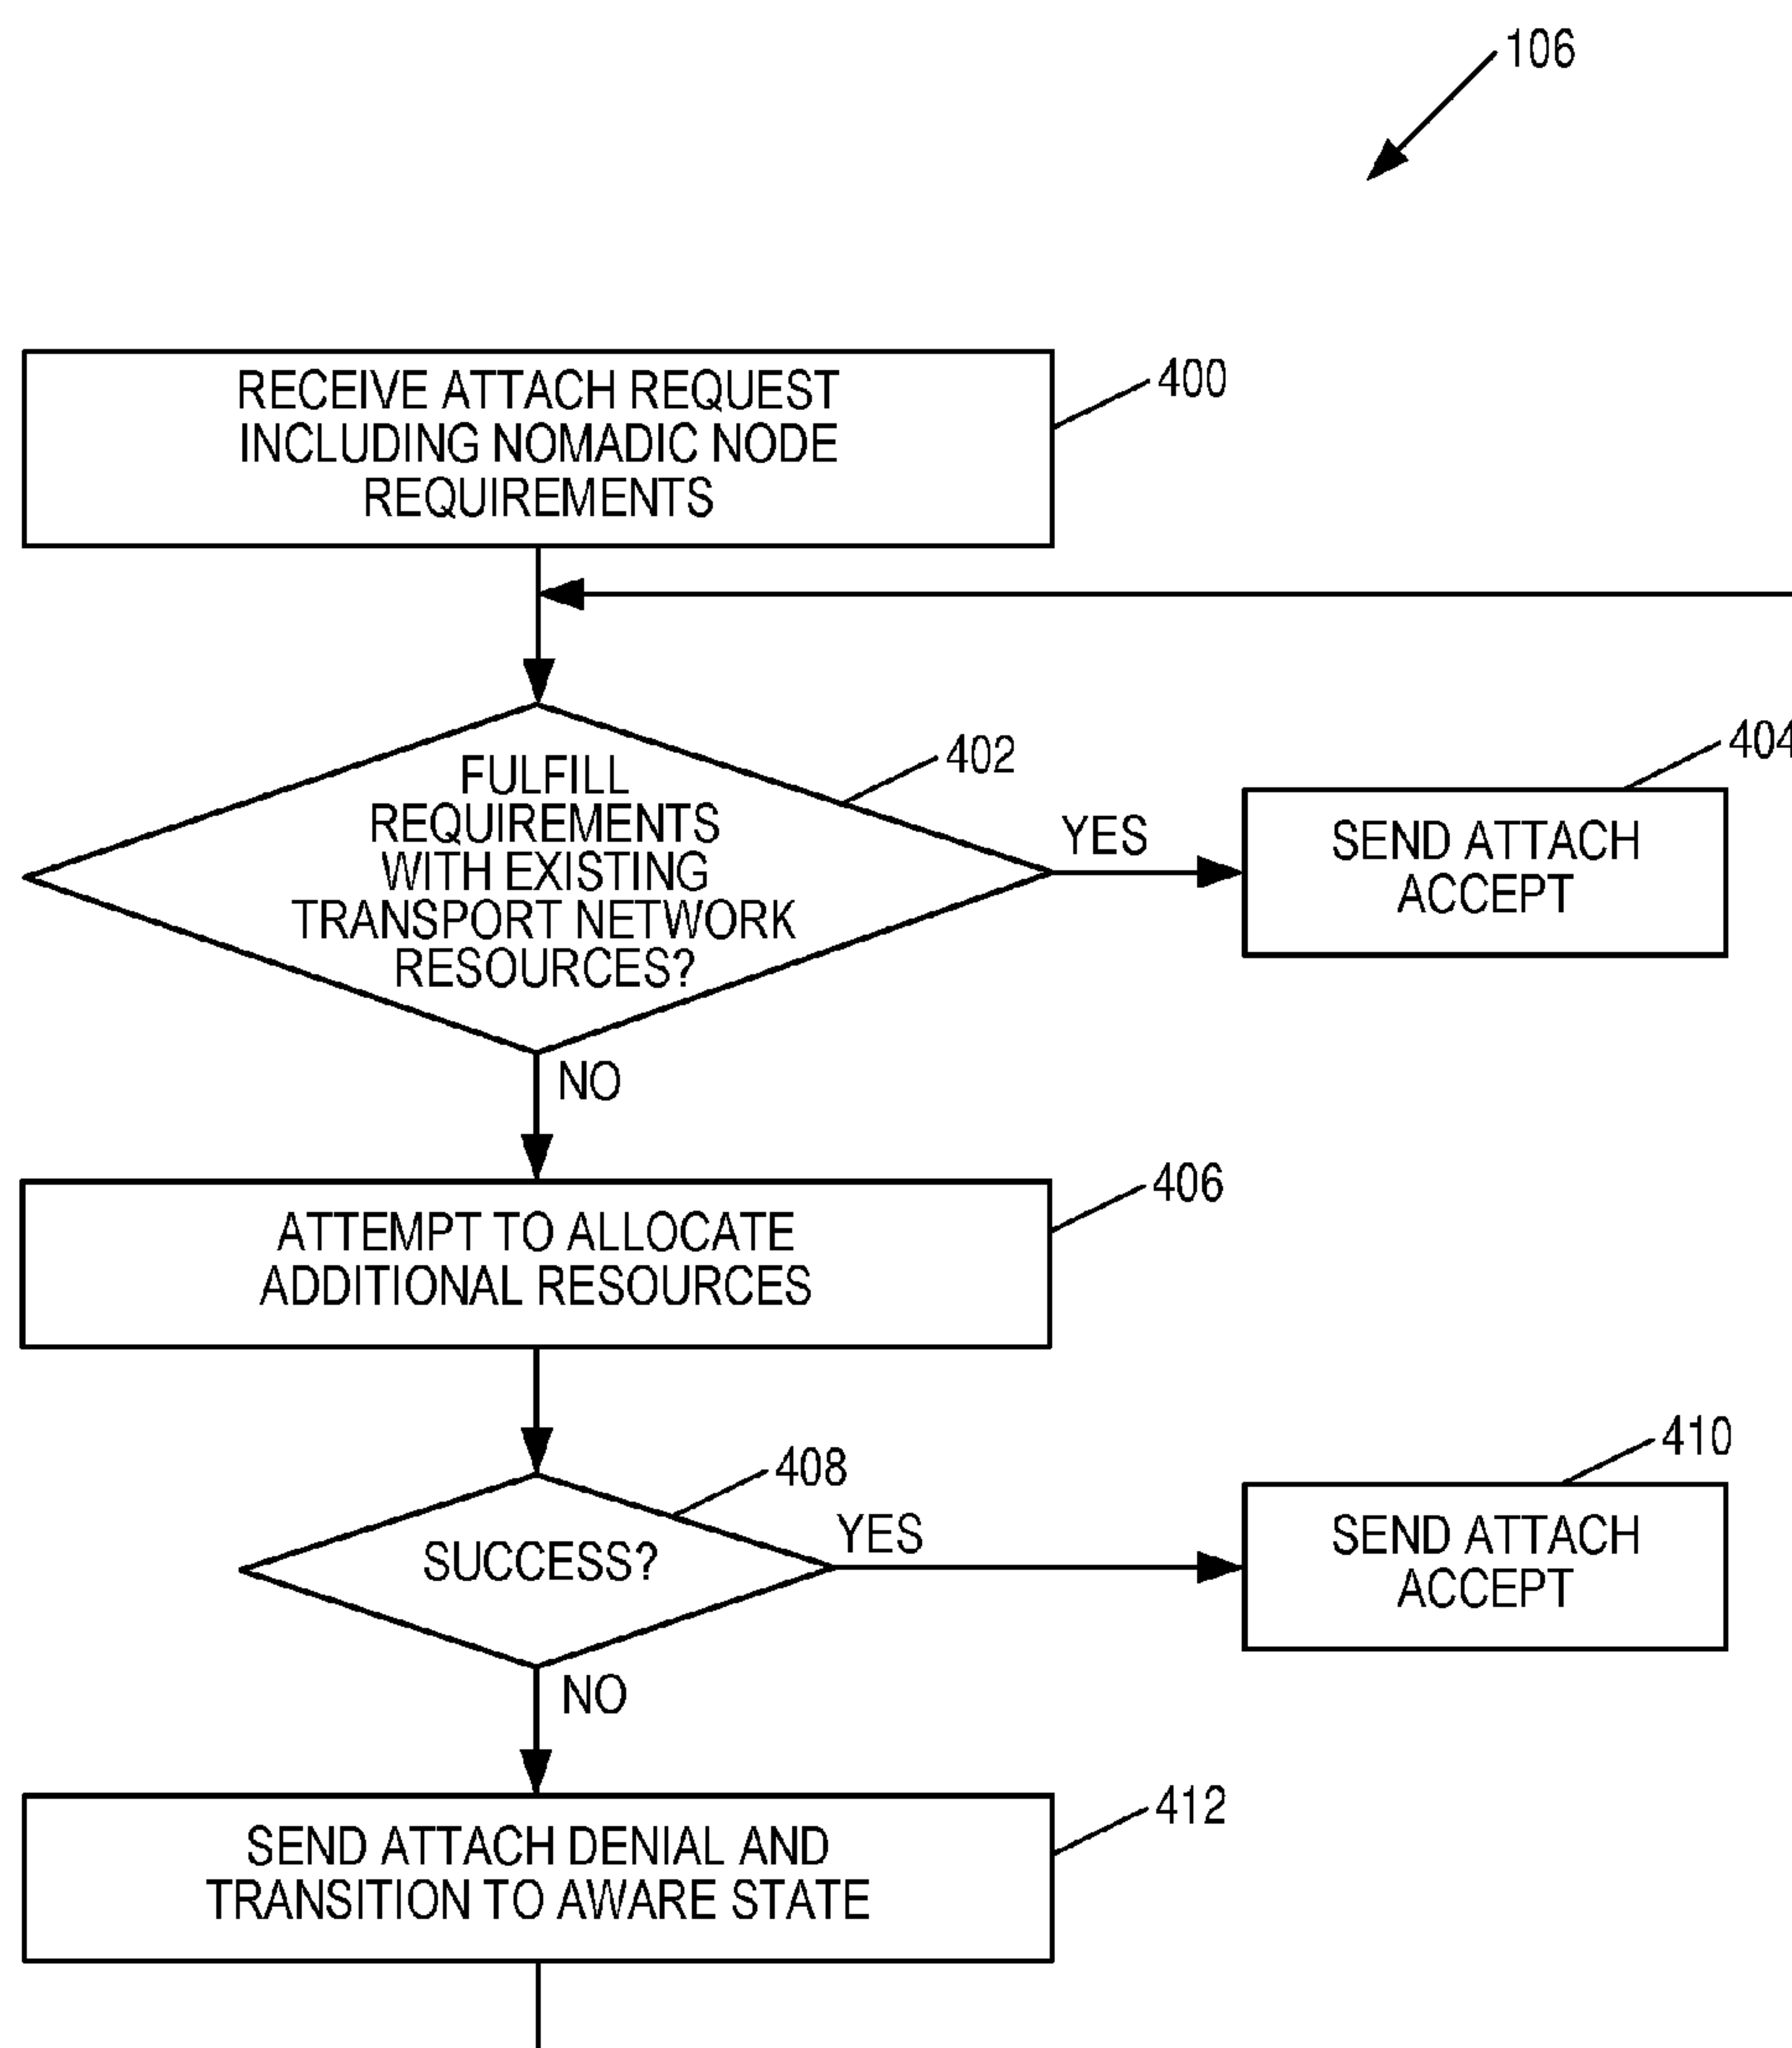 106
RECEIVE ATTACH REQUEST
INCLUDING NOMADIC NODE
REQUIREMENTS
400
FULFILL
REQUIREMENTS
WITH EXISTING
TRANSPORT NETWORK
RESOURCES?
402
YES
404
SEND ATTACH
ACCEPT
NO
ATTEMPT TO ALLOCATE
ADDITIONAL RESOURCES
406
SUCCESS?
408
YES
410
SEND ATTACH
ACCEPT
NO
SEND ATTACH DENIAL AND
TRANSITION TO AWARE STATE
412